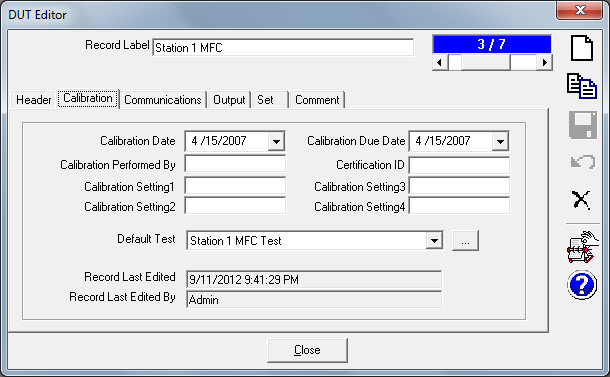 DUT Editor
Record Label Station 1 MFC
3 / 7
Header Calibration Communications Output Set Comment
Calibration Date 4 /15/2007 Calibration Due Date 4 /15/2007
Calibration Performed By Certification ID
Calibration Setting1 Calibration Setting3
Calibration Setting2 Calibration Setting4
Default Test Station 1 MFC Test ...
Record Last Edited 9/11/2012 9:41:29 PM
Record Last Edited By Admin
Close